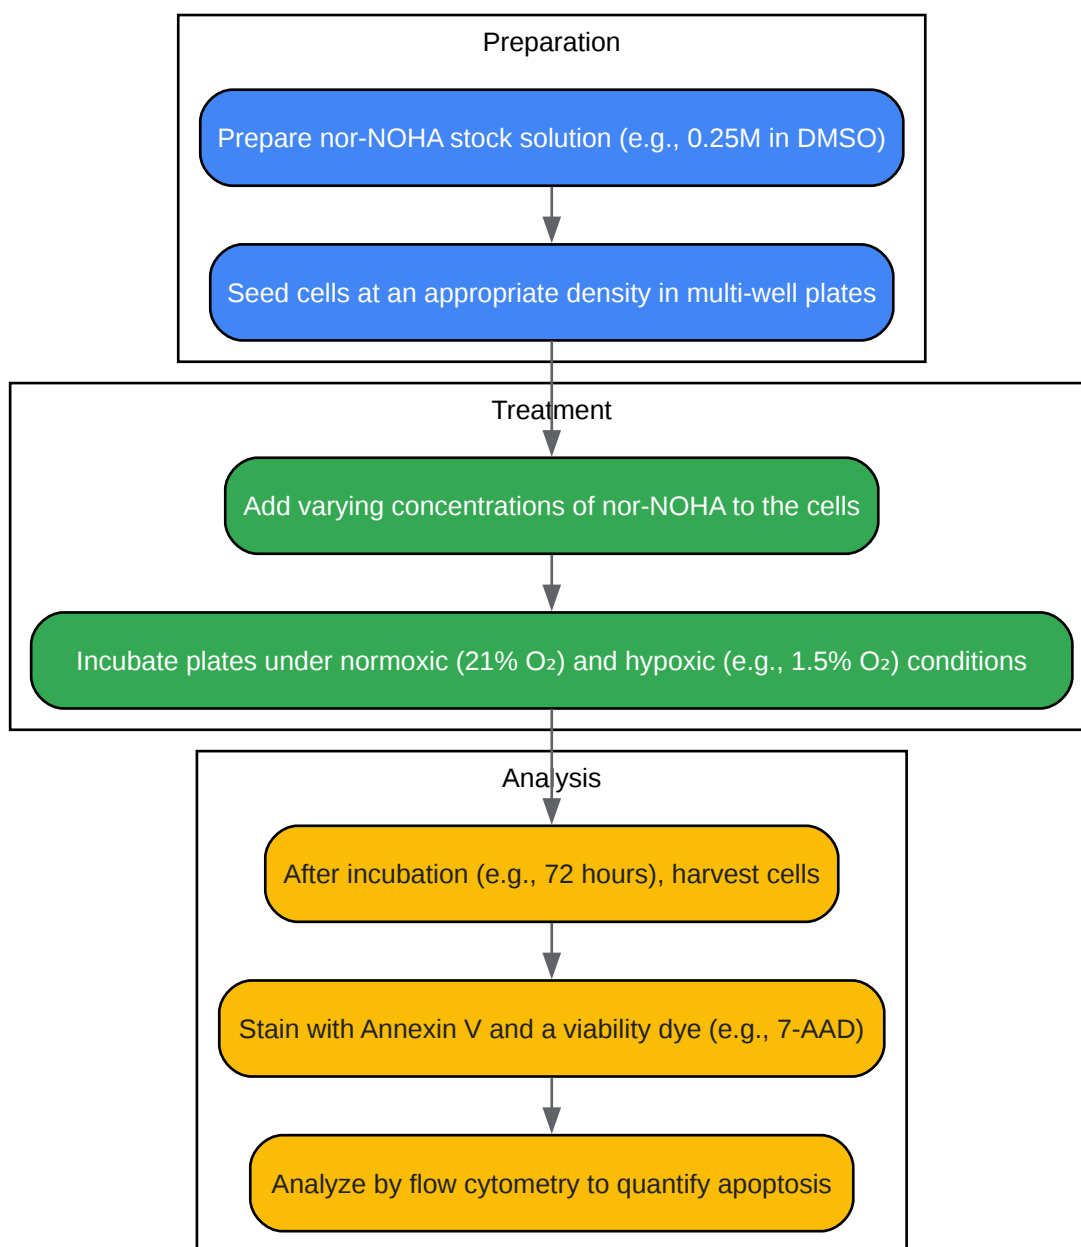 Preparation
Prepare nor-NOHA stock solution (e.g., 0.25M in DMSO)
Seed cells at an appropriate density in multi-well plates
Treatment
Add varying concentrations of nor-NOHA to the cells
Incubate plates under normoxic (21% O₂) and hypoxic (e.g., 1.5% O₂) conditions
Analysis
After incubation (e.g., 72 hours), harvest cells
Stain with Annexin V and a viability dye (e.g., 7-AAD)
Analyze by flow cytometry to quantify apoptosis